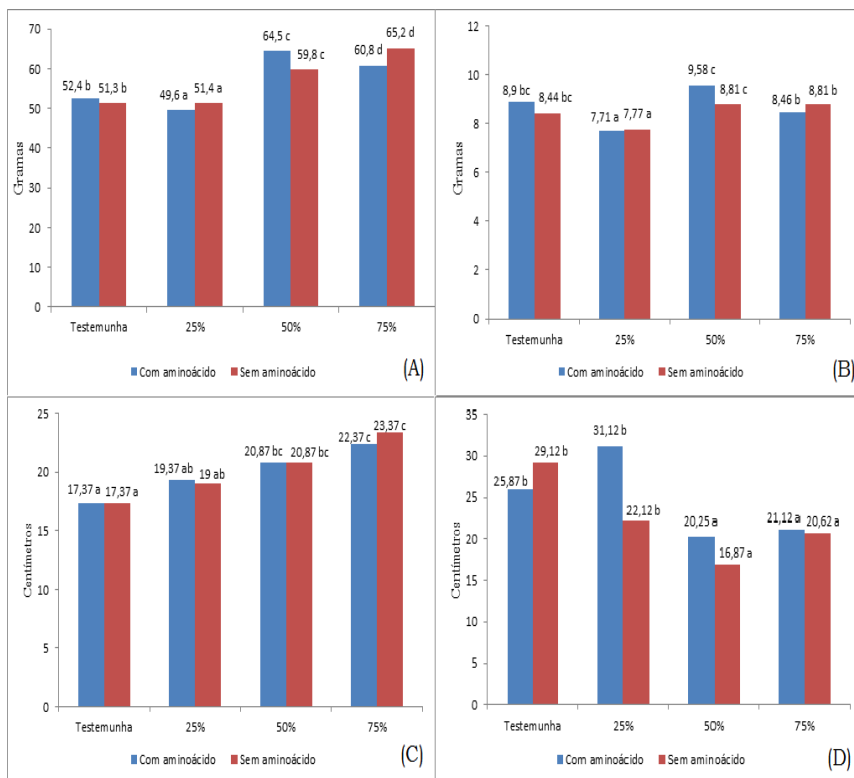 Gramas
70
60
50
40
30
20
10
0
52,4 b
51,3 b
49,6 a
51,4 a
64,5 c
59,8 c
60,8 d
65,2 d
Testemunha 25% 50% 75%
Com aminoácido Sem aminoácido
(A)
Gramas
12
10
8
6
4
2
0
8,9 bc
8,44 bc
7,71 a
7,77 a
9,58 c
8,81 c
8,46 b
8,81 b
Testemunha 25% 50% 75%
Com aminoácido Sem aminoácido
(B)
Centímetros
25
20
15
10
5
0
17,37 a
17,37 a
19,37 ab
19 ab
20,87 bc
20,87 bc
22,37 c
23,37 c
Testemunha 25% 50% 75%
Com aminoácido Sem aminoácido
(C)
Centímetros
35
30
25
20
15
10
5
0
25,87 b
29,12 b
31,12 b
22,12 b
20,25 a
16,87 a
21,12 a
20,62 a
Testemunha 25% 50% 75%
Com aminoácido Sem aminoácido
(D)